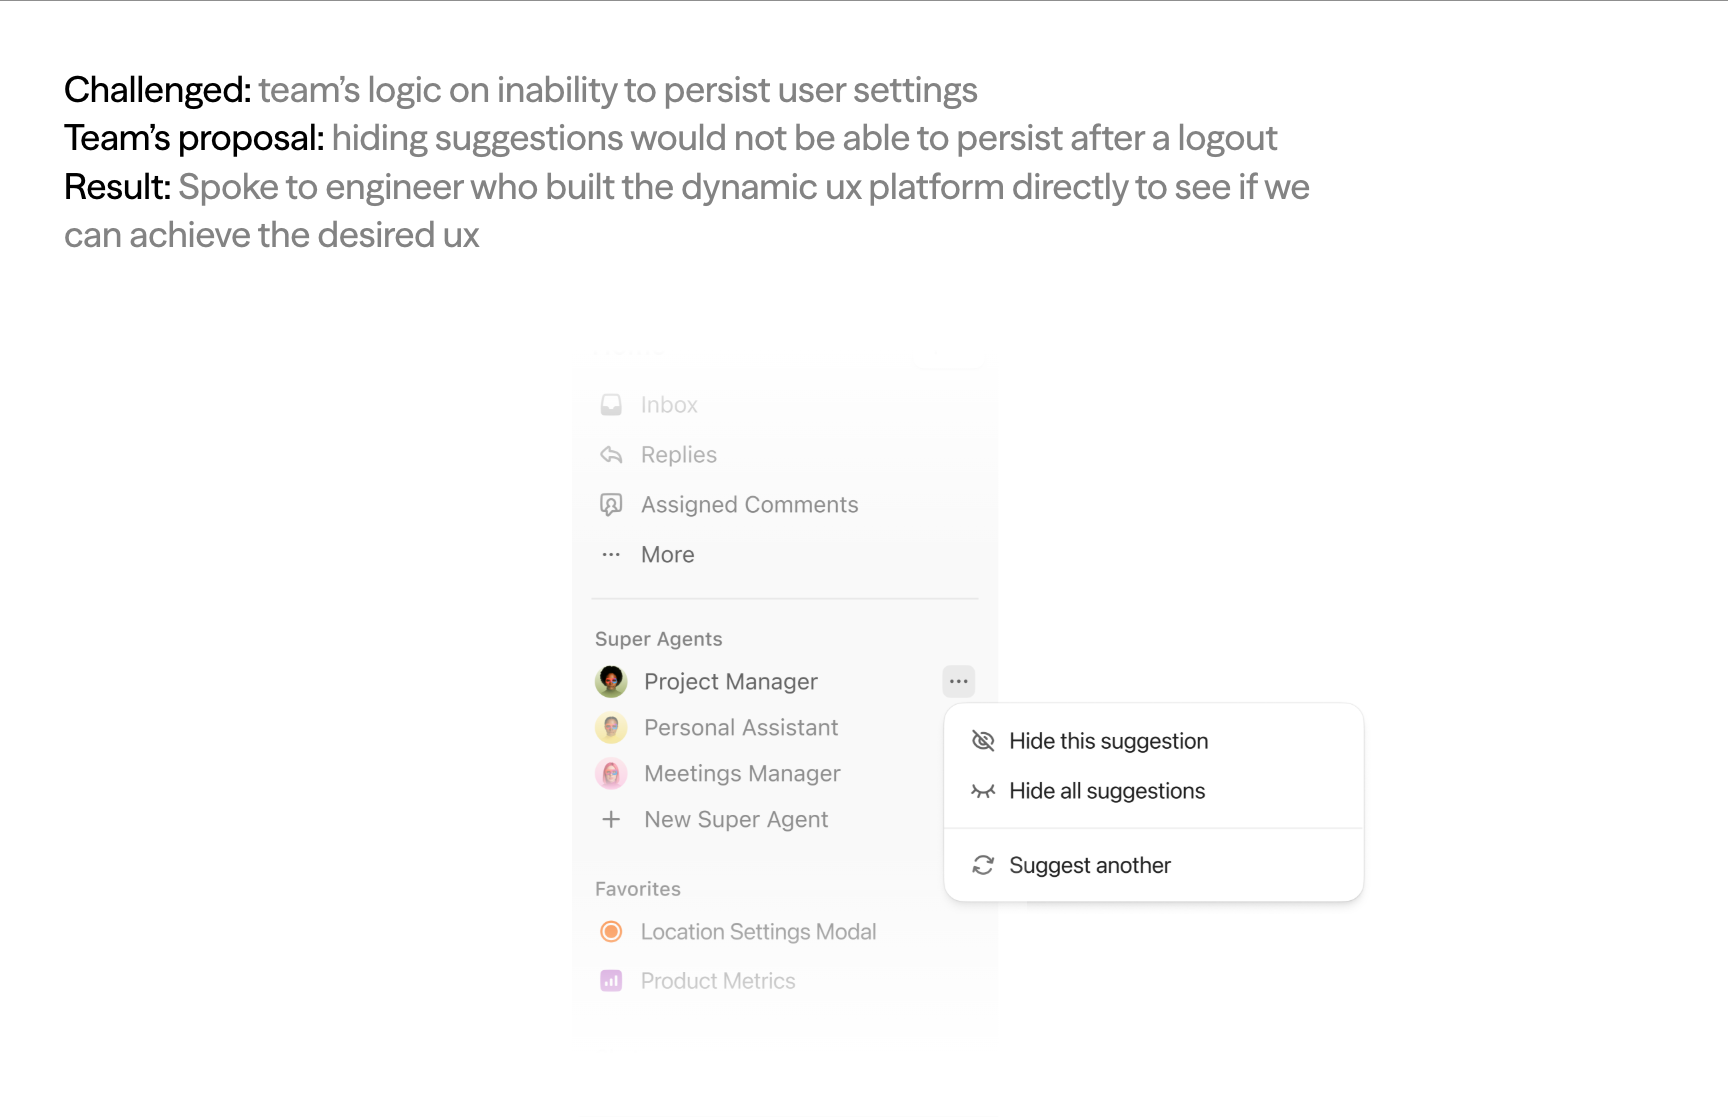 Challenged: team’s logic on inability to persist user settings
Team’s proposal: hiding suggestions would not be able to persist after a logout
Result: Spoke to engineer who built the dynamic ux platform directly to see if we
can achieve the desired ux
Inbox
Replies
Assigned Comments
More
Super Agents
Project Manager
Personal Assistant
Meetings Manager
New Super Agent
Hide this suggestion
Hide all suggestions
Suggest another
Favorites
Location Settings Modal
Product Metrics